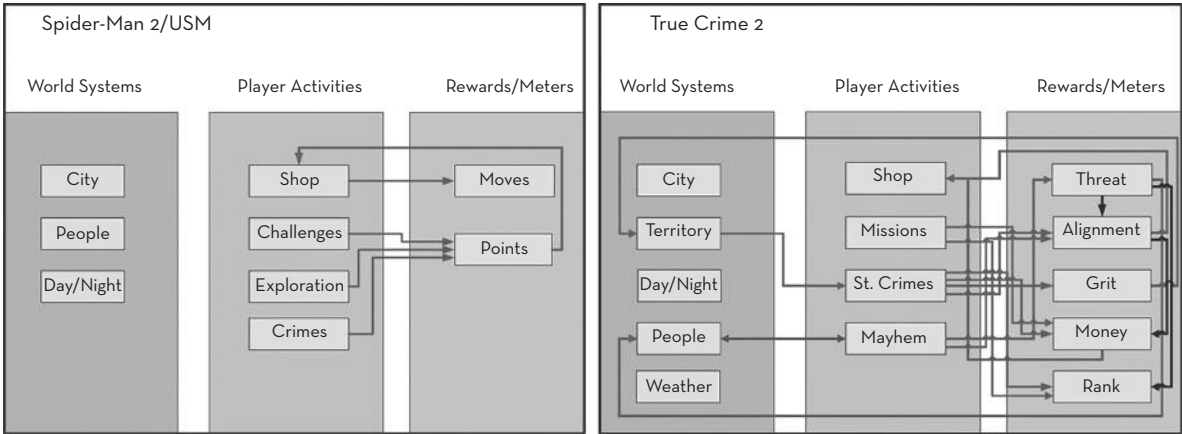 Spider-Man 2/USM
World Systems
Player Activities
Rewards/Meters
City
Shop
Moves
People
Challenges
Points
Day/Night
Exploration
Crimes
True Crime 2
World Systems
Player Activities
Rewards/Meters
City
Shop
Threat
Territory
Missions
Alignment
Day/Night
St. Crimes
Grit
People
Mayhem
Money
Weather
Rank